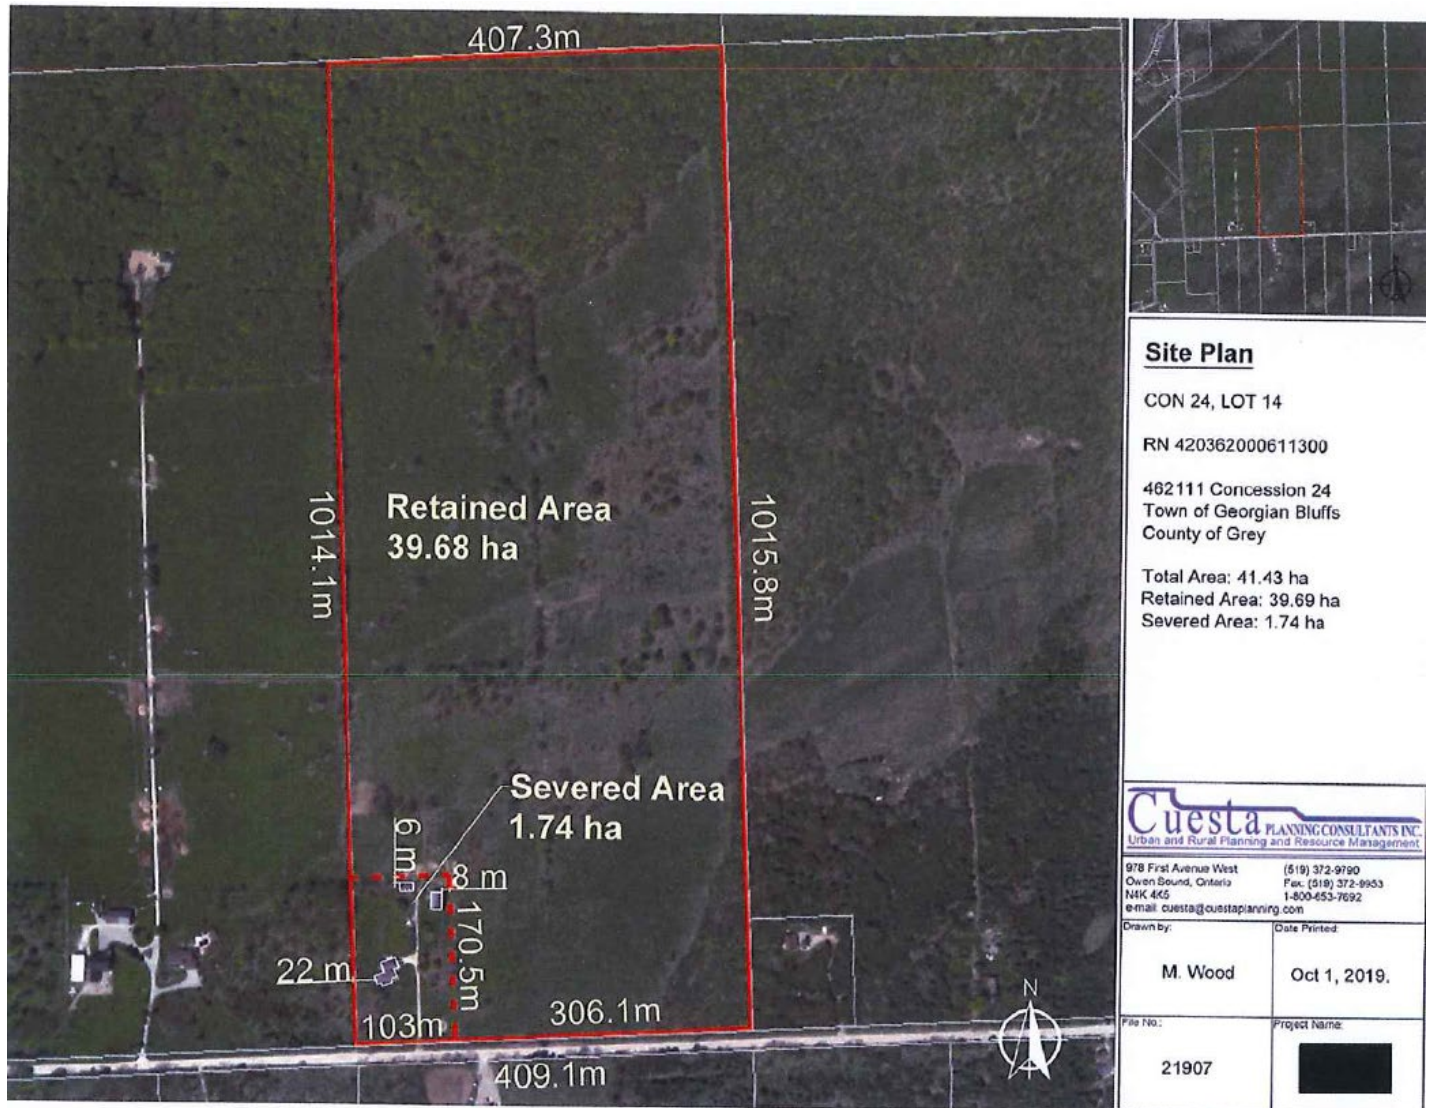 407.3m
1014.1m
Retained Area
39.68 ha
1015.8m
Severed Area
1.74 ha
6 m
8 m
170.5m
22 m
103m
306.1m
409.1m
N
Site Plan
CON 24, LOT 14
RN 420362000611300
462111 Concession 24
Town of Georgian Bluffs
County of Grey
Total Area: 41.43 ha
Retained Area: 39.69 ha
Severed Area: 1.74 ha
Cuesta PLANNING CONSULTANTS INC.
Urban and Rural Planning and Resource Management
978 First Avenue West (519) 372-9790
Owen Sound, Ontario Fax: (519) 372-9953
N4K 4K5 1-800-653-7692
e-mail: cuesta@cuestaplanning.com
Drawn by: Date Printed:
M. Wood Oct 1, 2019.
File No.: Project Name:
21907